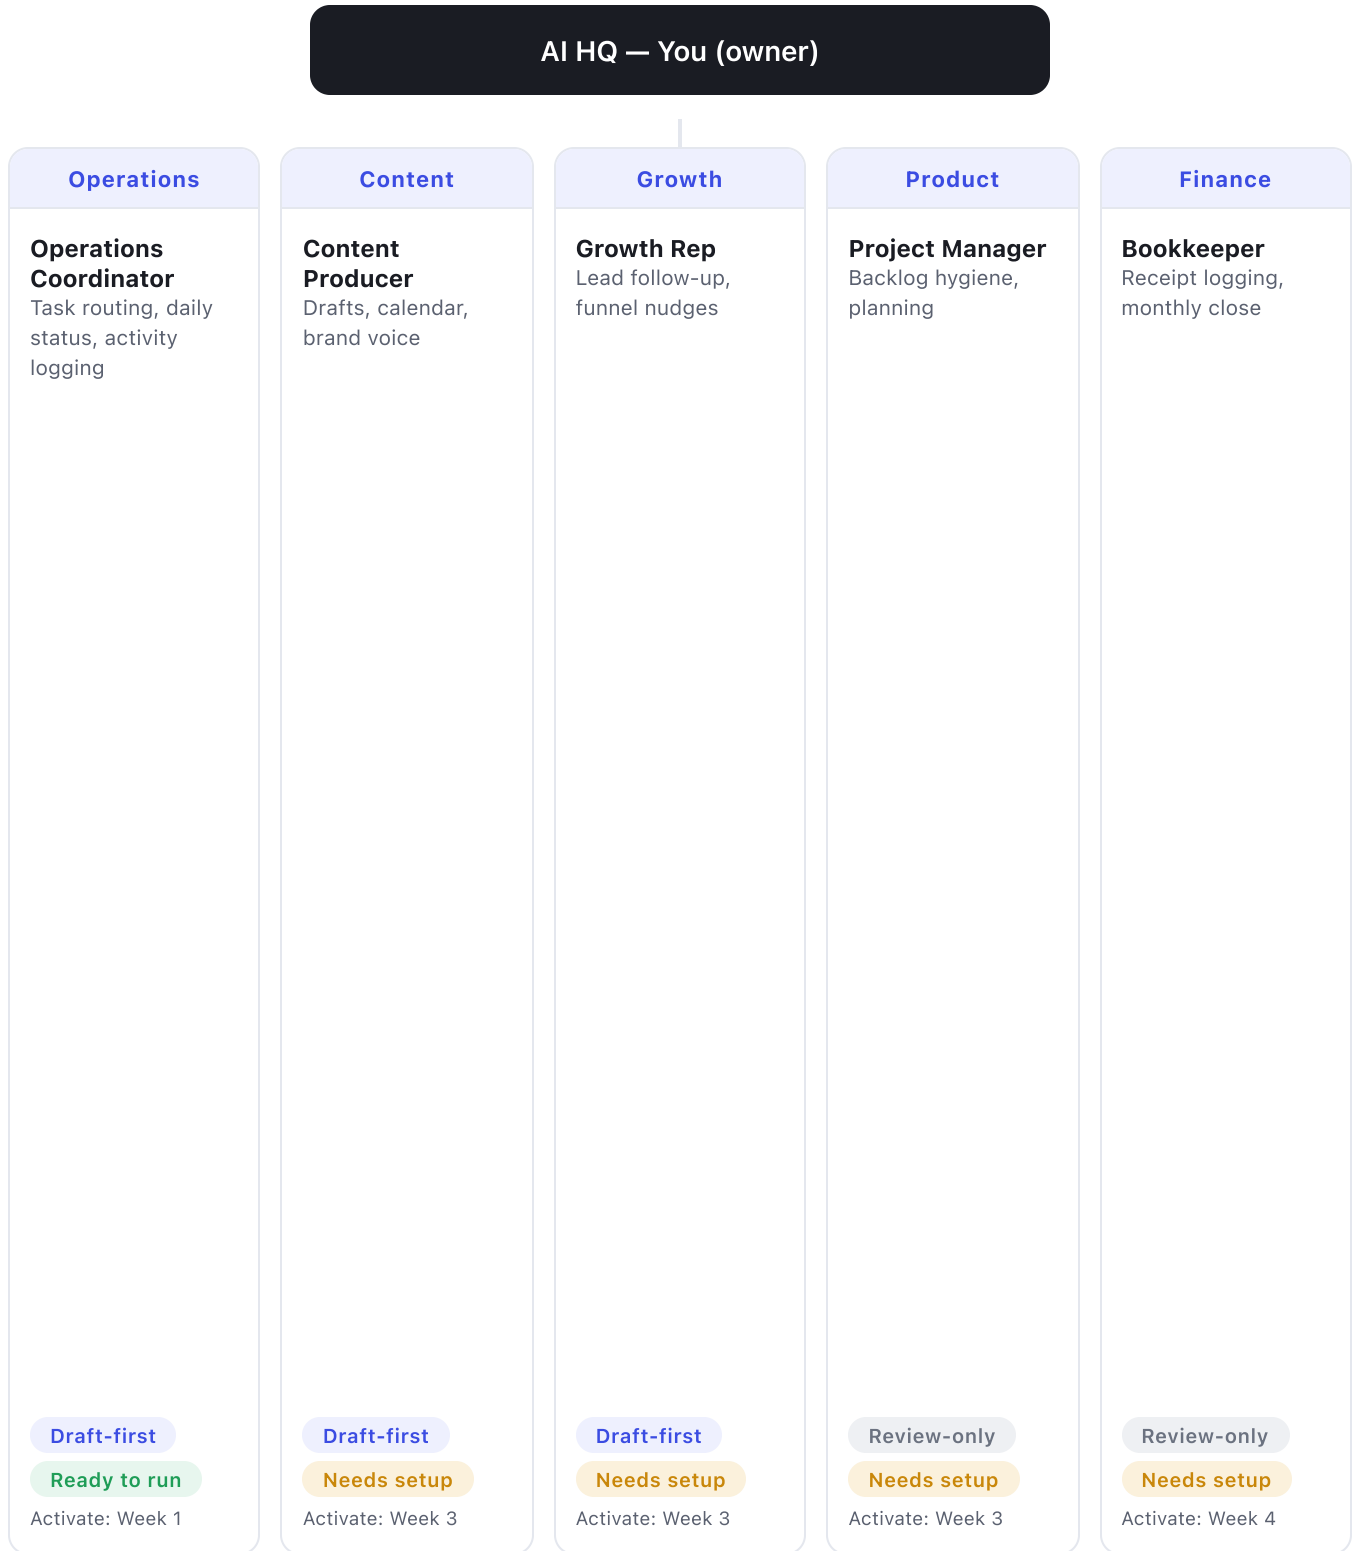 AI HQ — You (owner)
Operations
Operations
Coordinator
Task routing, daily
status, activity
logging
Draft-first
Ready to run
Activate: Week 1
Content
Content
Producer
Drafts, calendar,
brand voice
Draft-first
Needs setup
Activate: Week 3
Growth
Growth Rep
Lead follow-up,
funnel nudges
Draft-first
Needs setup
Activate: Week 3
Product
Project Manager
Backlog hygiene,
planning
Review-only
Needs setup
Activate: Week 3
Finance
Bookkeeper
Receipt logging,
monthly close
Review-only
Needs setup
Activate: Week 4